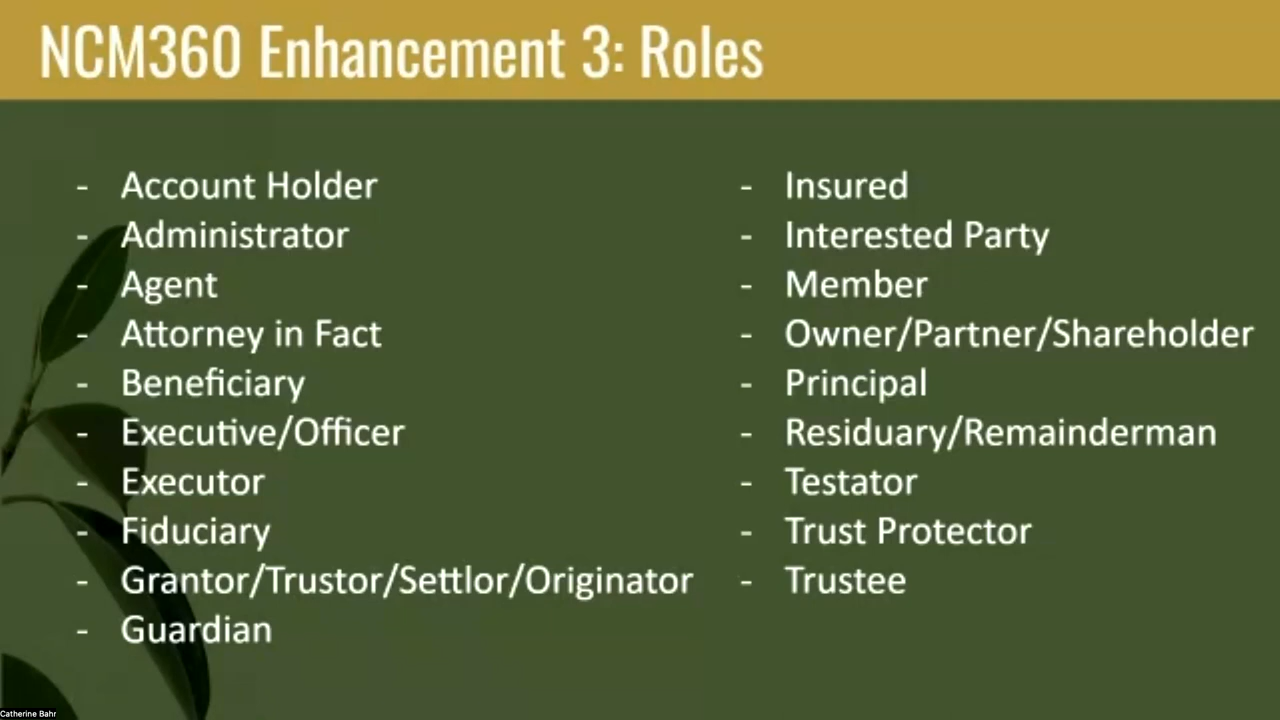 NCM360 Enhancement 3: Roles
- Account Holder
- Administrator
- Agent
- Attorney in Fact
- Beneficiary
- Executive/Officer
- Executor
- Fiduciary
- Grantor/Trustor/Settlor/Originator
- Guardian
- Insured
- Interested Party
- Member
- Owner/Partner/Shareholder
- Principal
- Residuary/Remainderman
- Testator
- Trust Protector
- Trustee
Catherine Bahr